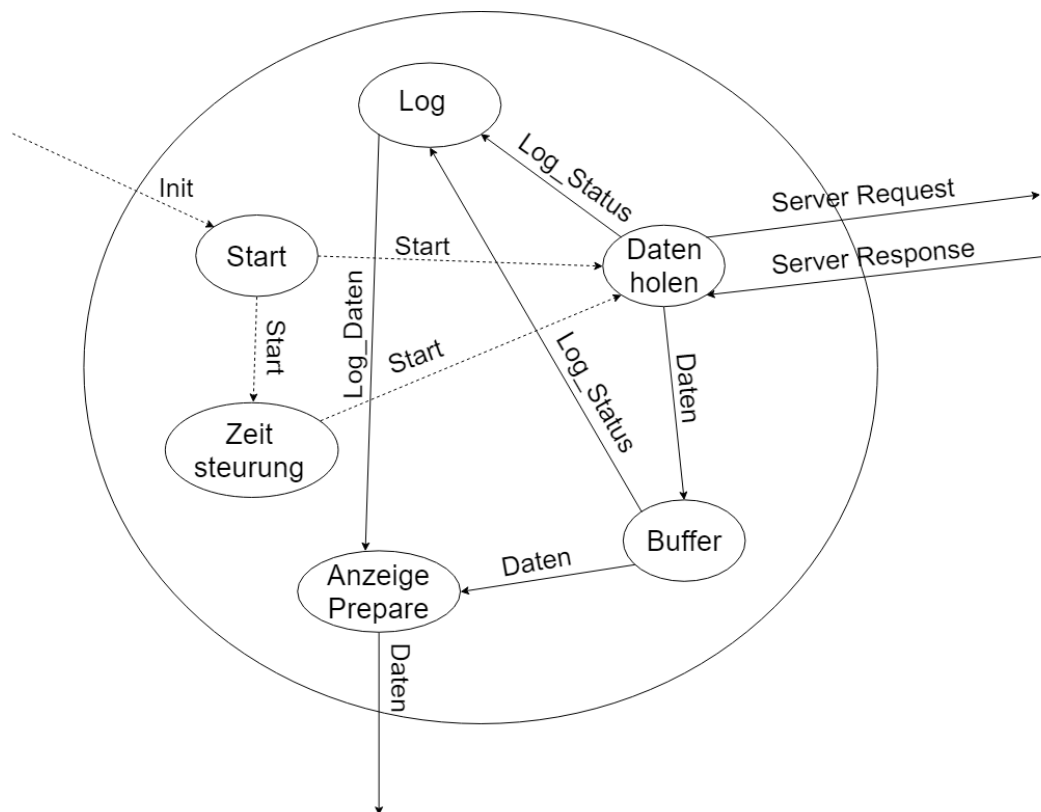 Log
Log_Status
Init
Server Request
Start
Start
Daten
holen
Server Response
Start
Log_Daten
Start
Log_Status
Daten
Zeit
steurung
Buffer
Daten
Anzeige
Prepare
Daten